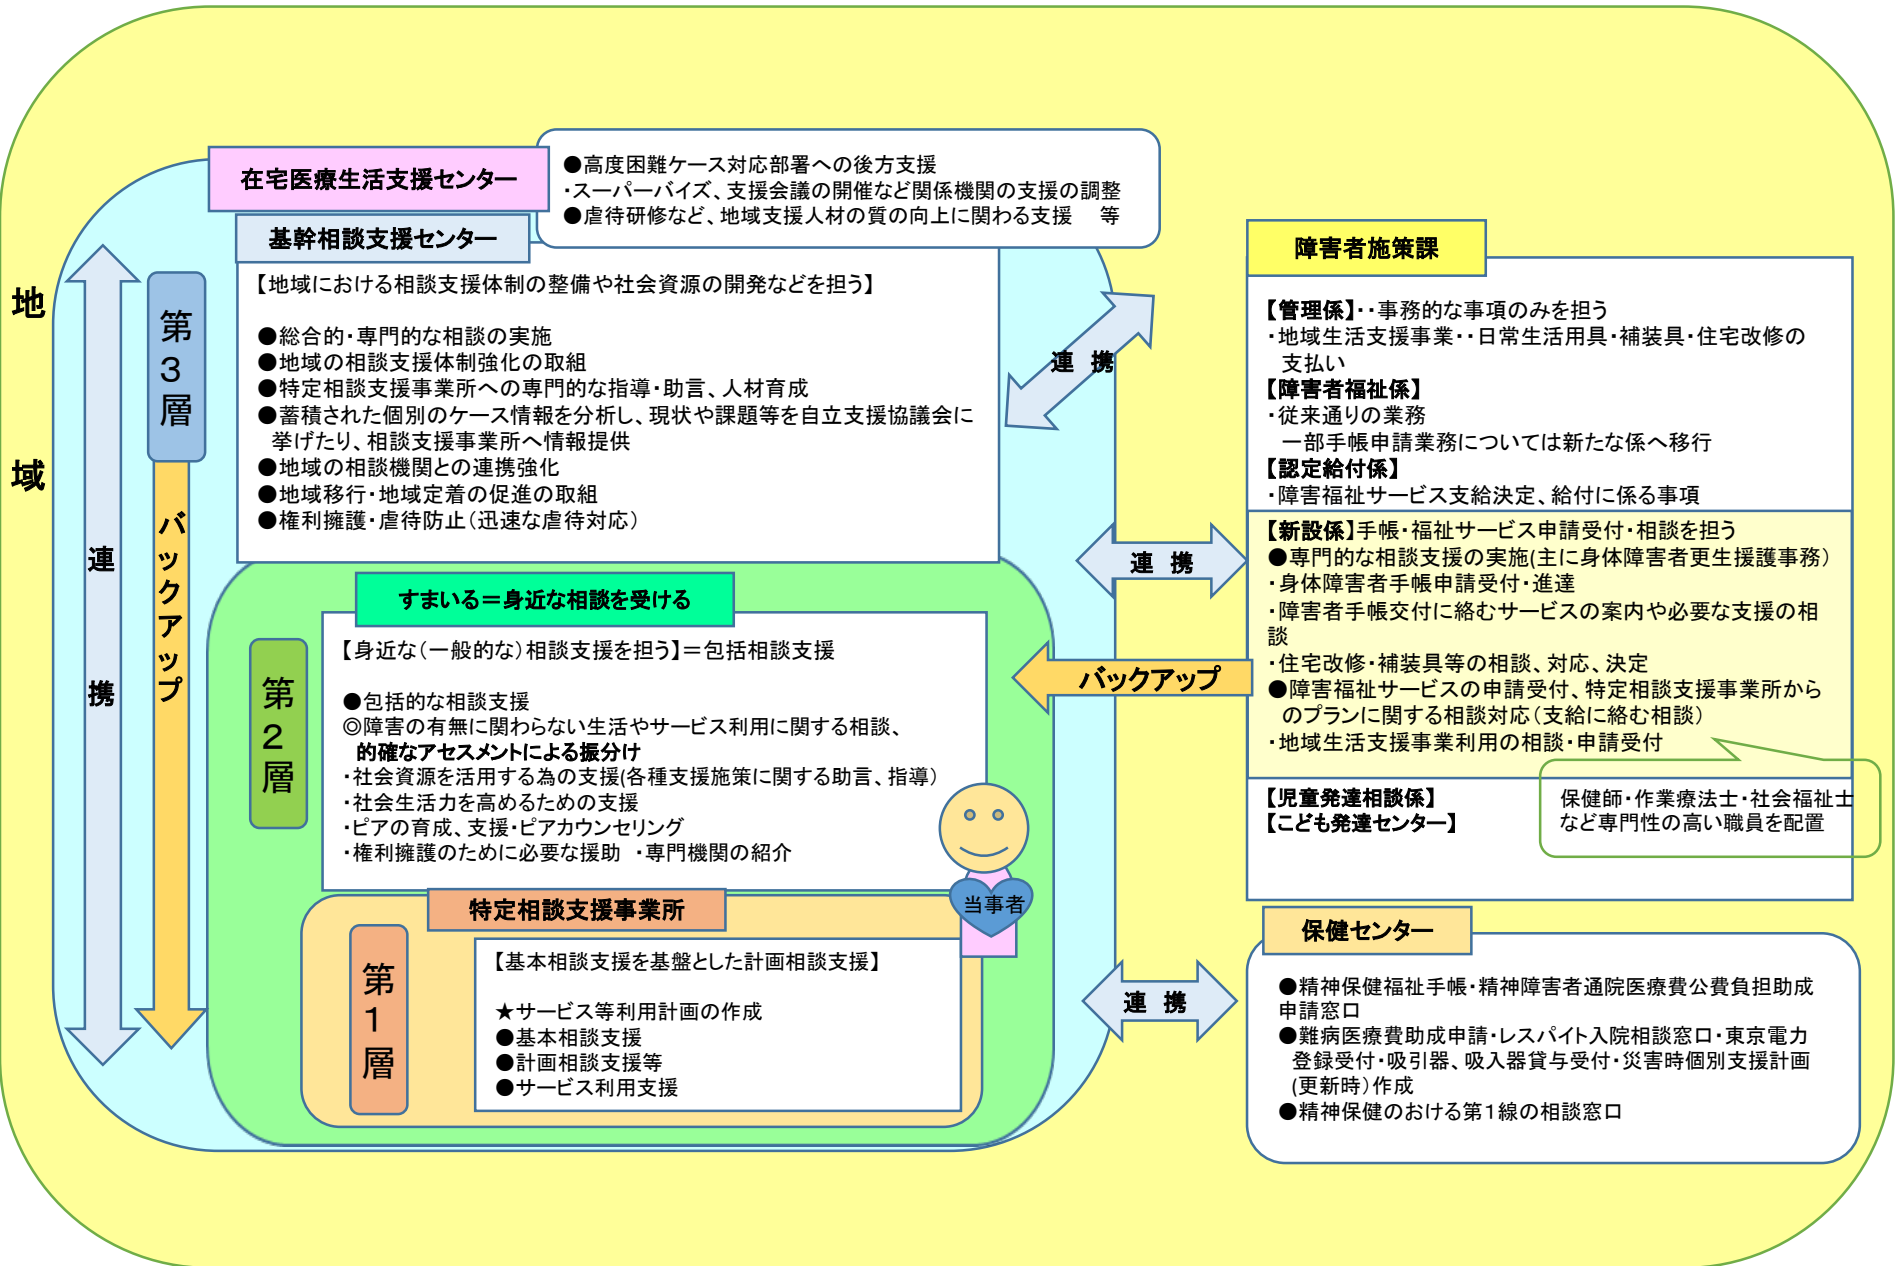 地域
連携
第3層
バックアップ
在宅医療生活支援センター
●高度困難ケース対応部署への後方支援
・スーパーバイズ、支援会議の開催など関係機関の支援の調整
●虐待研修など、地域支援人材の質の向上に関わる支援　等
基幹相談支援センター
【地域における相談支援体制の整備や社会資源の開発などを担う】
●総合的・専門的な相談の実施
●地域の相談支援体制強化の取組
●特定相談支援事業所への専門的な指導・助言、人材育成
●蓄積された個別のケース情報を分析し、現状や課題等を自立支援協議会に
挙げたり、相談支援事業所へ情報提供
●地域の相談機関との連携強化
●地域移行・地域定着の促進の取組
●権利擁護・虐待防止（迅速な虐待対応）
すまいる＝身近な相談を受ける
第2層
【身近な（一般的な）相談支援を担う】＝包括相談支援
●包括的な相談支援
◎障害の有無に関わらない生活やサービス利用に関する相談、
的確なアセスメントによる振分け
・社会資源を活用する為の支援(各種支援施策に関する助言、指導）
・社会生活力を高めるための支援
・ピアの育成、支援・ピアカウンセリング
・権利擁護のために必要な援助　・専門機関の紹介
当事者
特定相談支援事業所
第1層
【基本相談支援を基盤とした計画相談支援】
★サービス等利用計画の作成
●基本相談支援
●計画相談支援等
●サービス利用支援
連　携
連　携
バックアップ
連　携
障害者施策課
【管理係】・・事務的な事項のみを担う
・地域生活支援事業・・日常生活用具・補装具・住宅改修の
支払い
【障害者福祉係】
・従来通りの業務
一部手帳申請業務については新たな係へ移行
【認定給付係】
・障害福祉サービス支給決定、給付に係る事項
【新設係】手帳・福祉サービス申請受付・相談を担う
●専門的な相談支援の実施(主に身体障害者更生援護事務）
・身体障害者手帳申請受付・進達
・障害者手帳交付に絡むサービスの案内や必要な支援の相
談
・住宅改修・補装具等の相談、対応、決定
●障害福祉サービスの申請受付、特定相談支援事業所から
のプランに関する相談対応（支給に絡む相談）
・地域生活支援事業利用の相談・申請受付
【児童発達相談係】
【こども発達センター】
保健師・作業療法士・社会福祉士
など専門性の高い職員を配置
保健センター
●精神保健福祉手帳・精神障害者通院医療費公費負担助成
申請窓口
●難病医療費助成申請・レスパイト入院相談窓口・東京電力
登録受付・吸引器、吸入器貸与受付・災害時個別支援計画
(更新時）作成
●精神保健のおける第１線の相談窓口